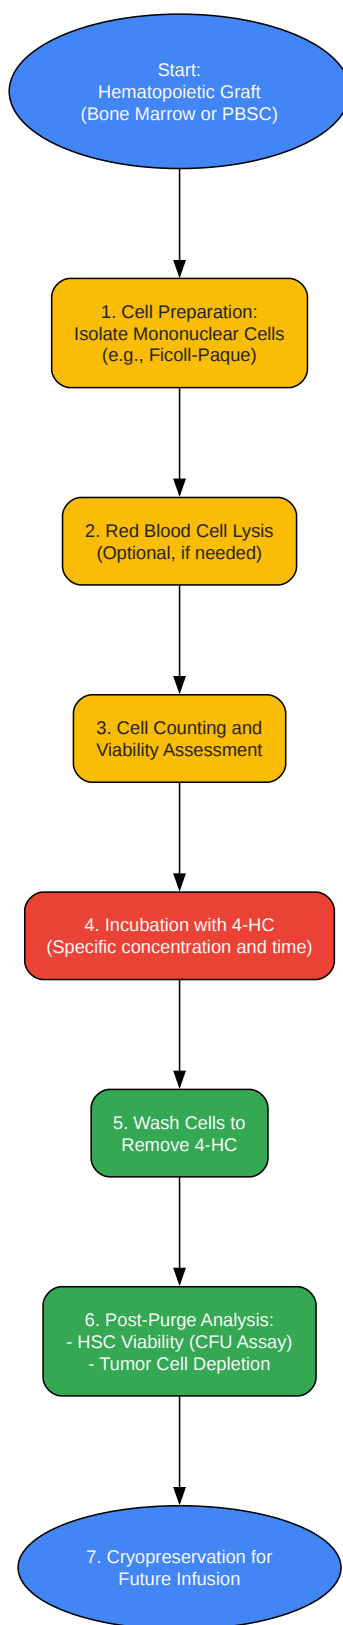 Start:
Hematopoietic Graft
(Bone Marrow or PBSC)
1. Cell Preparation:
Isolate Mononuclear Cells
(e.g., Ficoll-Paque)
2. Red Blood Cell Lysis
(Optional, if needed)
3. Cell Counting and
Viability Assessment
4. Incubation with 4-HC
(Specific concentration and time)
5. Wash Cells to
Remove 4-HC
6. Post-Purge Analysis:
- HSC Viability (CFU Assay)
- Tumor Cell Depletion
7. Cryopreservation for
Future Infusion